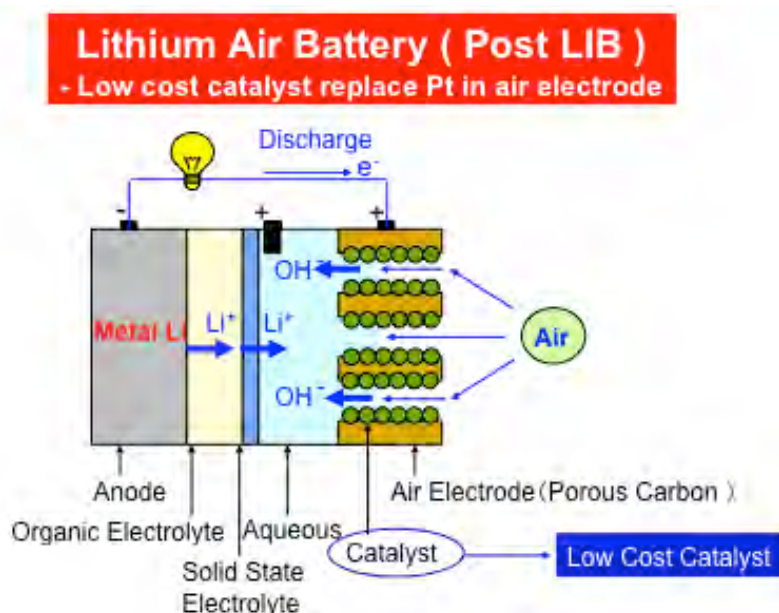 Lithium Air Battery ( Post LIB )
- Low cost catalyst replace Pt in air electrode
Discharge
e-
-
+
+
OH-
Metal Li
Li+
Li+
Air
OH-
Anode
Air Electrode(Porous Carbon )
Organic Electrolyte
Aqueous
Catalyst
Low Cost Catalyst
Solid State
Electrolyte